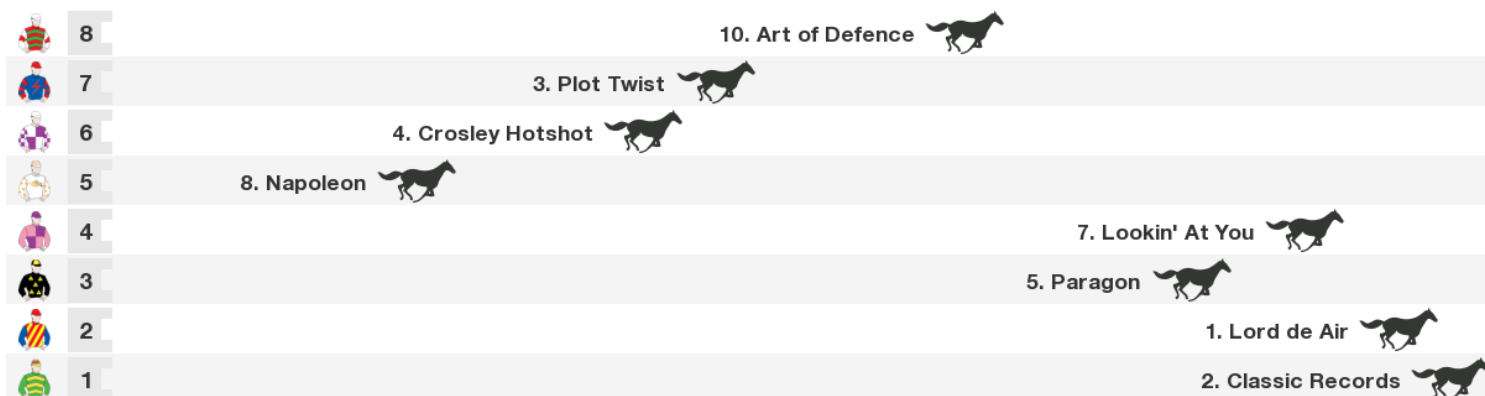 8 10. Art of Defence
7 3. Plot Twist
6 4. Crosley Hotshot
5 8. Napoleon
4 7. Lookin' At You
3 5. Paragon
2 1. Lord de Air
1 2. Classic Records